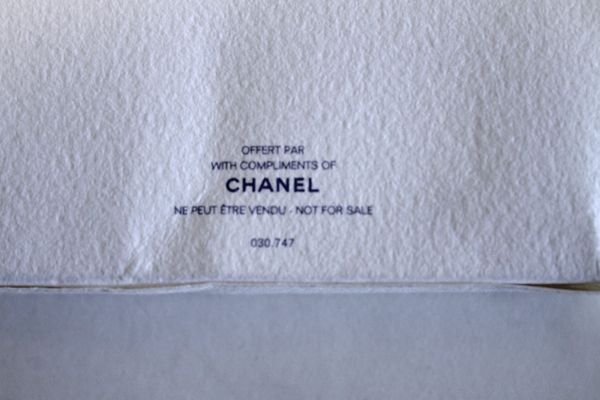 OFFERT PAR
WITH COMPLIMENTS OF
CHANEL
NE PEUT ÊTRE VENDU - NOT FOR SALE
030.747